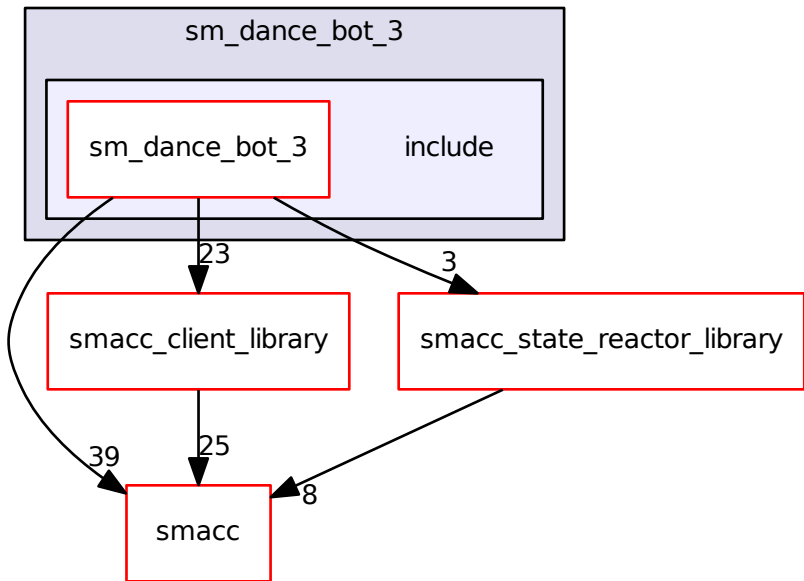 sm_dance_bot_3
sm_dance_bot_3
include
23
3
smacc_client_library
smacc_state_reactor_library
39
25
8
smacc